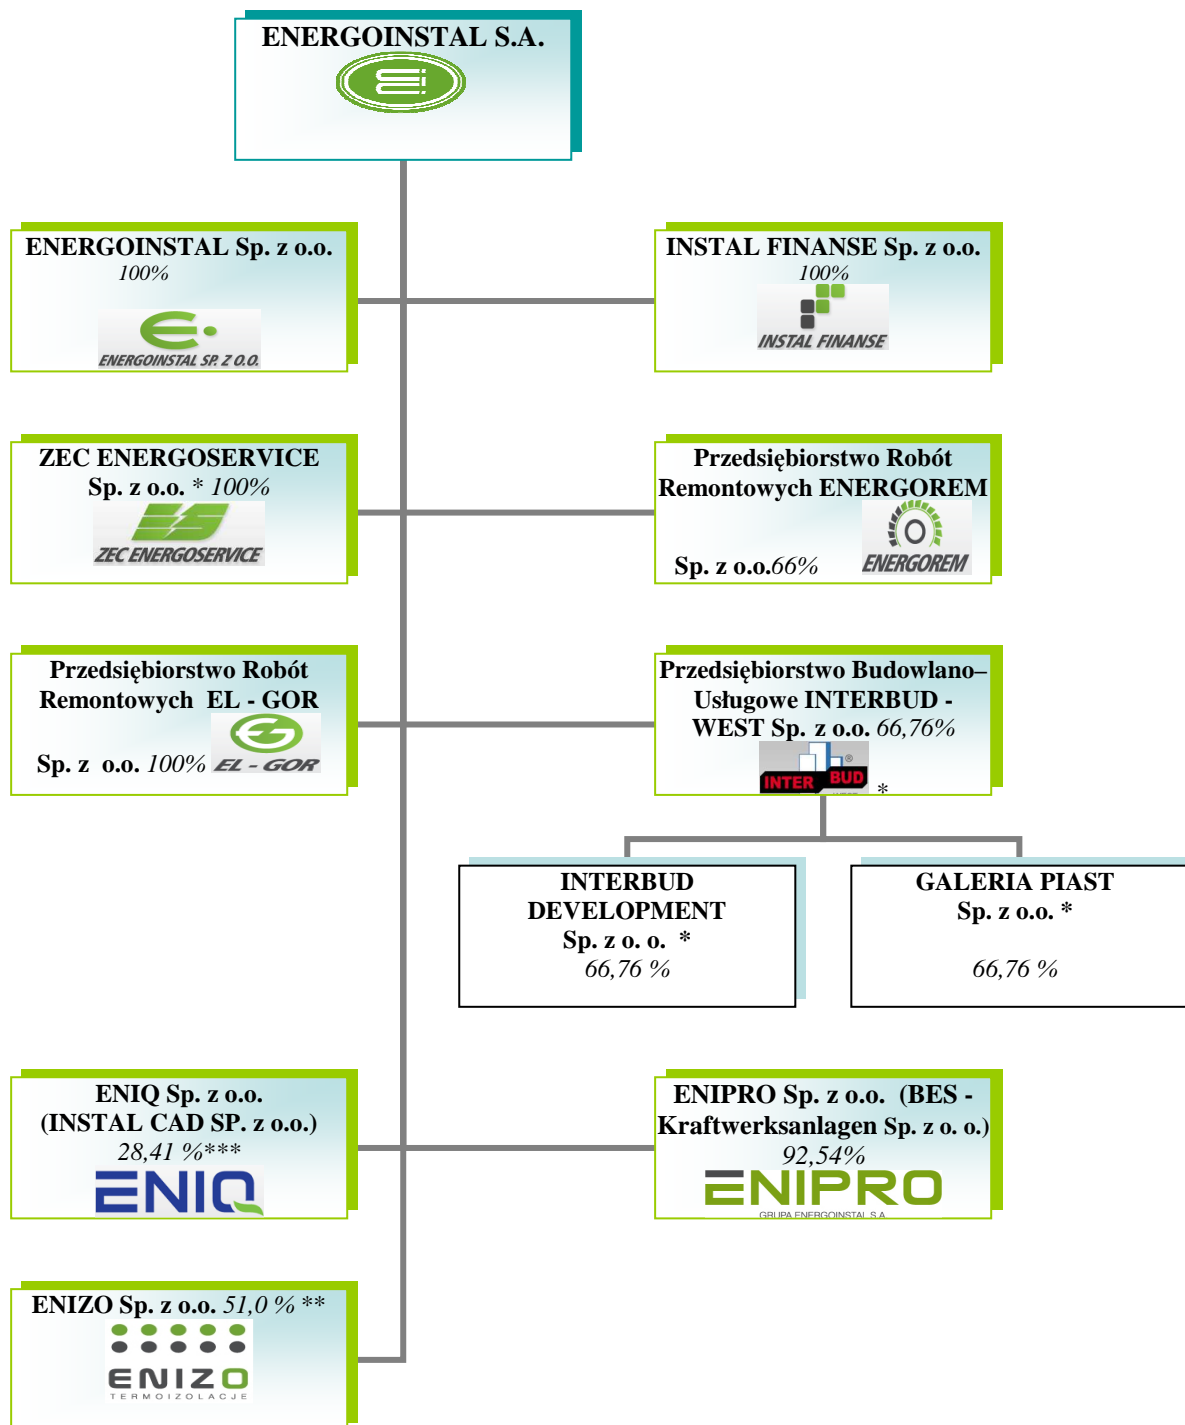 ENERGOINSTAL S.A.
ENERGOINSTAL Sp. z o.o.
100%
ENERGOINSTAL SP. Z O.O.
INSTAL FINANSE Sp. z o.o.
100%
INSTAL FINANSE
ZEC ENERGOSERVICE
Sp. z o.o. * 100%
ZEC ENERGOSERVICE
Przedsiębiorstwo Robót
Remontowych ENERGOREM
Sp. z o.o.66%
ENERGOREM
Przedsiębiorstwo Robót
Remontowych EL - GOR
Sp. z o.o. 100%
EL - GOR
Przedsiębiorstwo Budowlano–
Usługowe INTERBUD -
WEST Sp. z o.o. 66,76%
INTER BUD ®
*
INTERBUD
DEVELOPMENT
Sp. z o. o. *
66,76 %
GALERIA PIAST
Sp. z o.o. *
66,76 %
ENIQ Sp. z o.o.
(INSTAL CAD SP. z o.o.)
28,41 %***
ENIQ
ENIPRO Sp. z o.o. (BES -
Kraftwerksanlagen Sp. z o. o.)
92,54%
ENIPRO
GRUPA ENERGOINSTAL S.A.
ENIZO Sp. z o.o. 51,0 % **
ENIZO
TERMOIZOLACJE